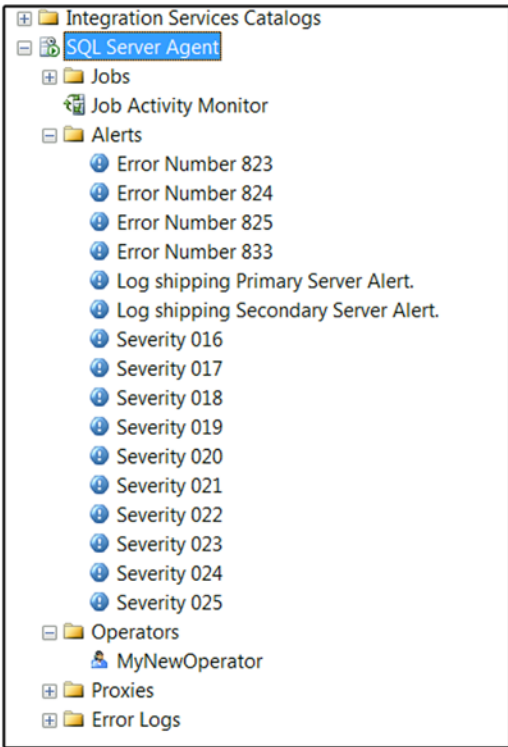 Integration Services Catalogs
SQL Server Agent
Jobs
Job Activity Monitor
Alerts
Error Number 823
Error Number 824
Error Number 825
Error Number 833
Log shipping Primary Server Alert.
Log shipping Secondary Server Alert.
Severity 016
Severity 017
Severity 018
Severity 019
Severity 020
Severity 021
Severity 022
Severity 023
Severity 024
Severity 025
Operators
MyNewOperator
Proxies
Error Logs